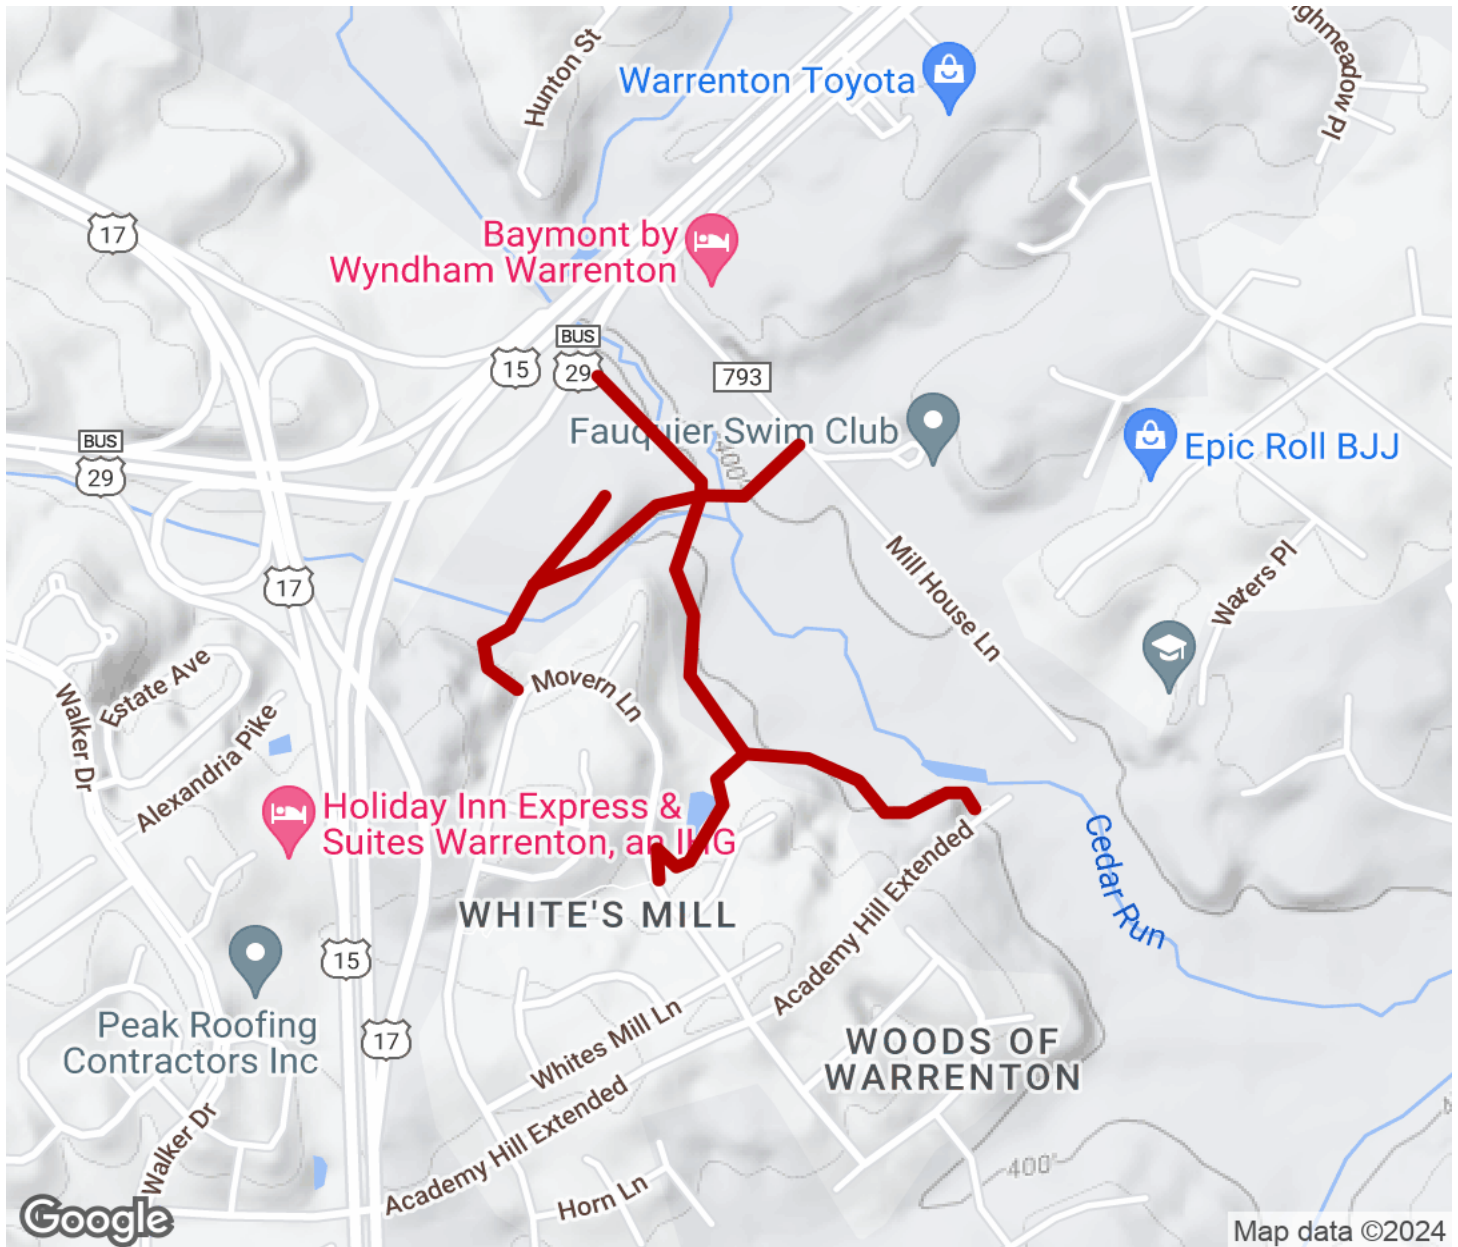 ghmeadow Pl
Hunton St
Warrenton Toyota
17
Baymont by
Wyndham Warrenton
BUS
15
29
793
Fauquier Swim Club
400'
BUS
29
Epic Roll BJJ
17
Mill House Ln
Waters Pl
Estate Ave
Movern Ln
Walker Dr
Alexandria Pike
Holiday Inn Express &
Suites Warrenton, an IHG
Cedar Run
WHITE'S MILL
Academy Hill Extended
15
Peak Roofing
Contractors Inc
17
Whites Mill Ln
WOODS OF
WARRENTON
Academy Hill Extended
Walker Dr
400'
Horn Ln
Google
Map data ©2024